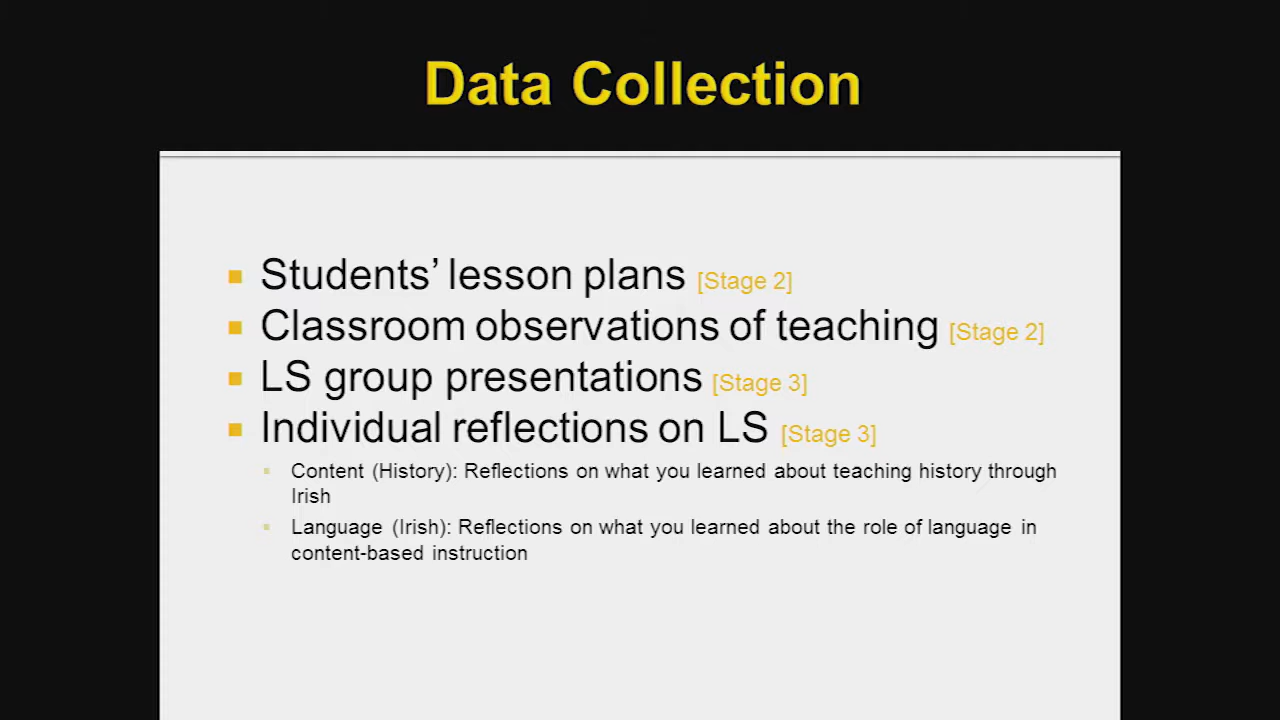 Data Collection
Students’ lesson plans [Stage 2]
Classroom observations of teaching [Stage 2]
LS group presentations [Stage 3]
Individual reflections on LS [Stage 3]
Content (History): Reflections on what you learned about teaching history through
Irish
Language (Irish): Reflections on what you learned about the role of language in
content-based instruction